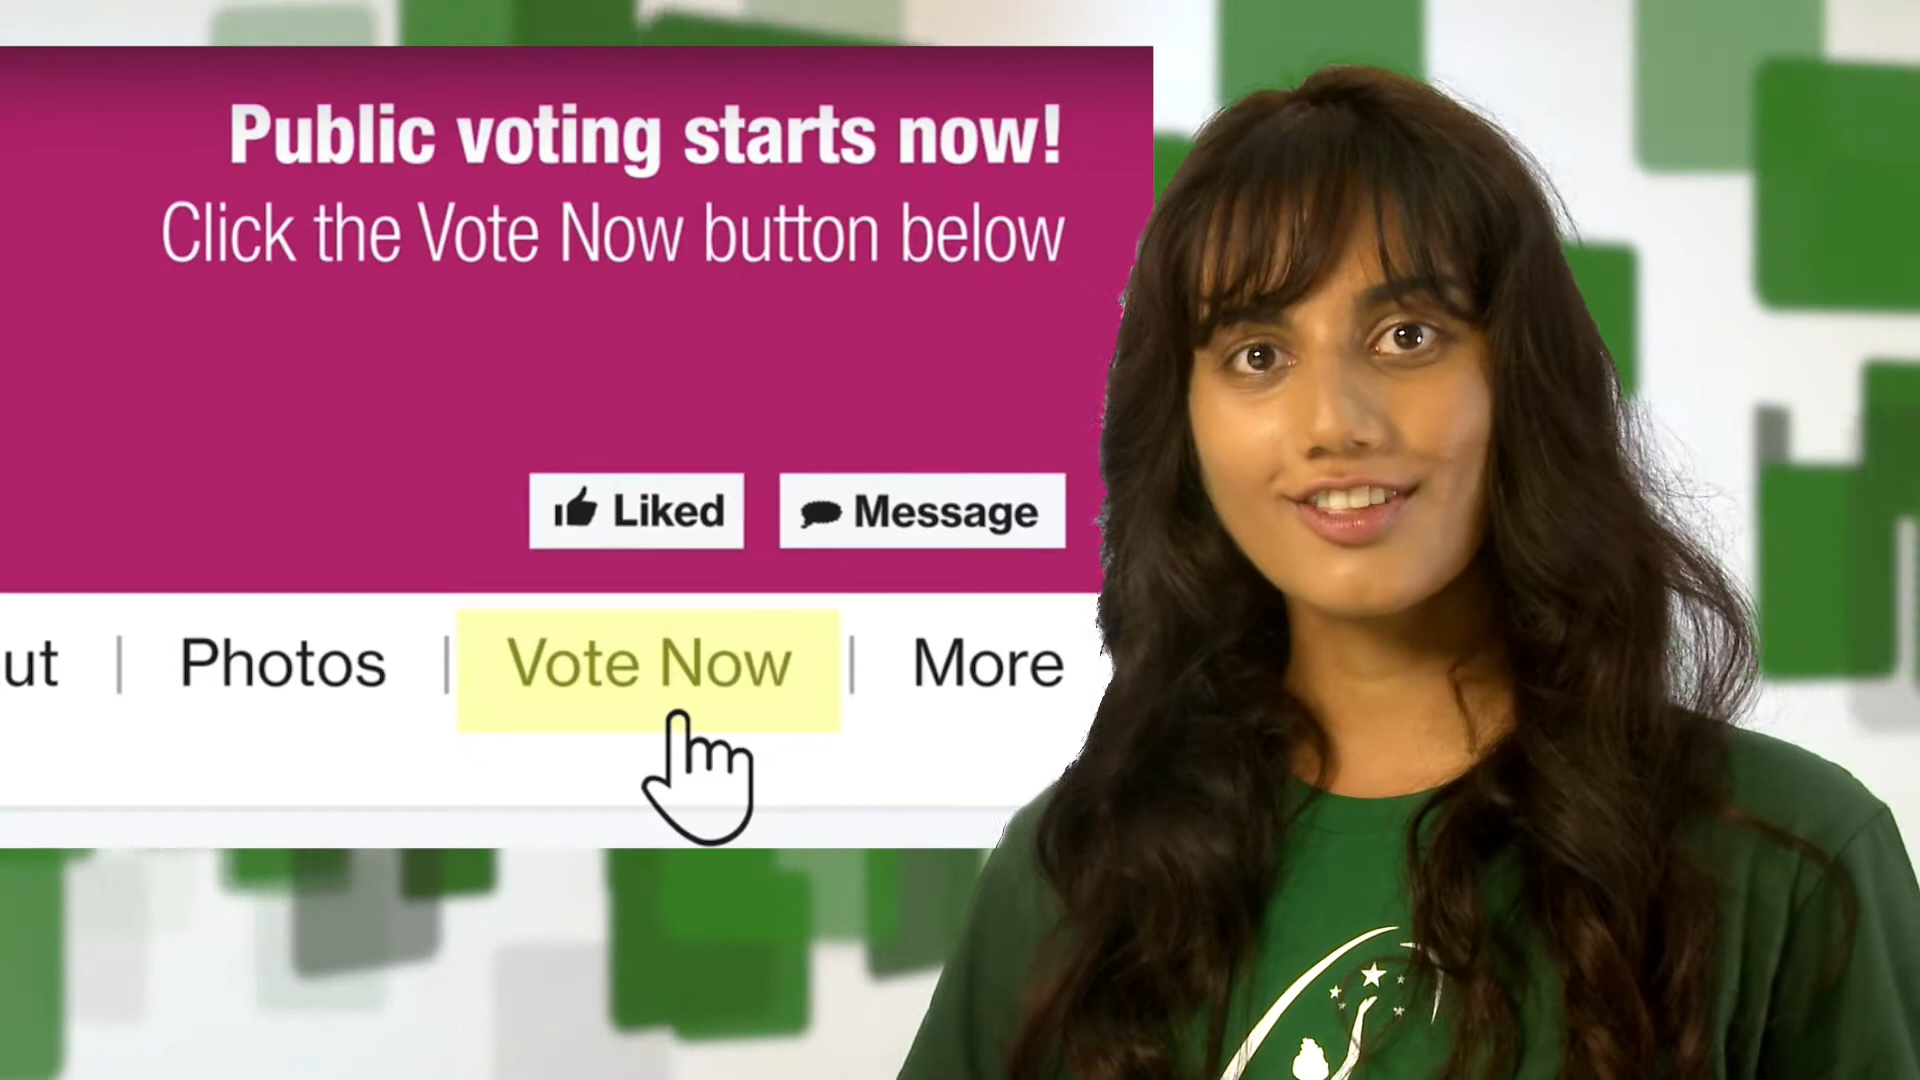 Public voting starts now!
Click the Vote Now button below
Liked
Message
ut | Photos | Vote Now | More